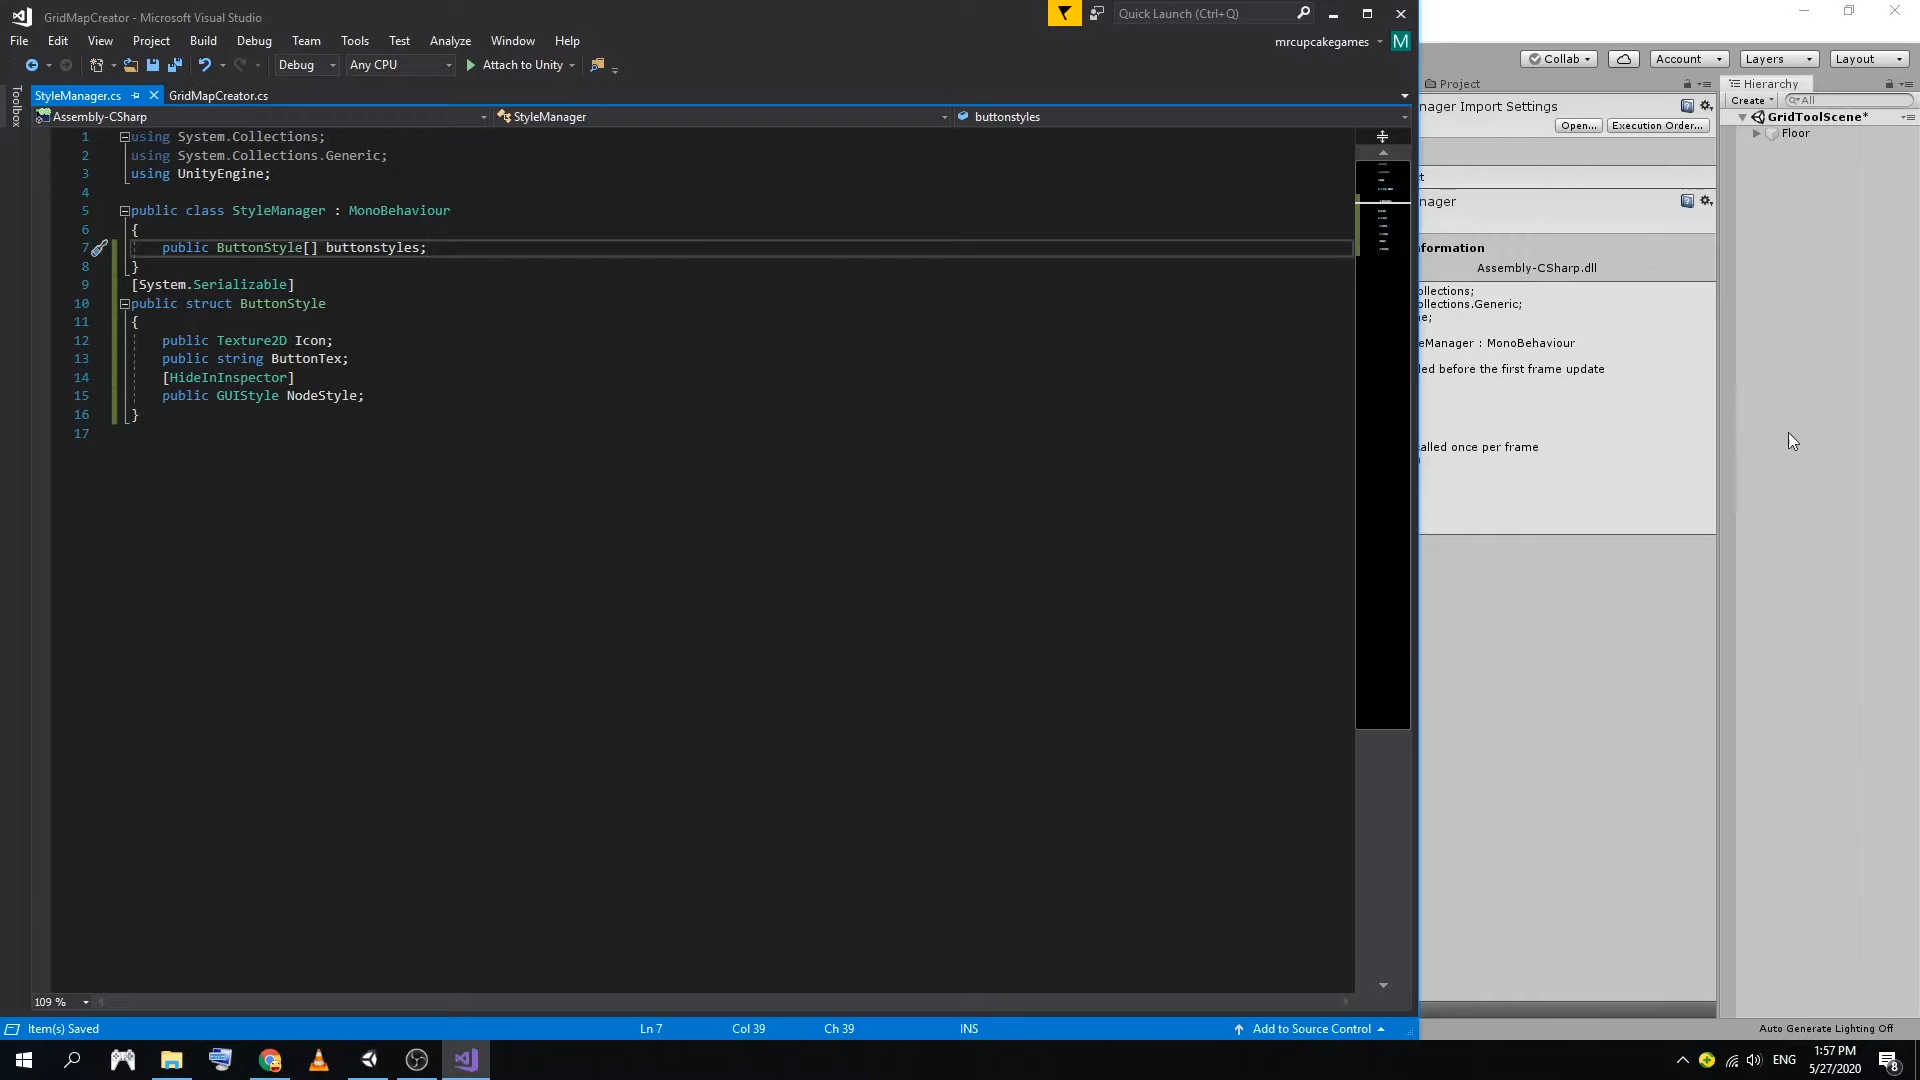 GridMapCreator - Microsoft Visual Studio
Quick Launch (Ctrl+Q)
File Edit View Project Build Debug Team Tools Test Analyze Window Help
mrcupcakegames M
Debug Any CPU Attach to Unity
Collab Account Layers Layout
Toolbox
StyleManager.cs GridMapCreator.cs
Project
Hierarchy
Create All
Assembly-CSharp StyleManager buttonstyles
nager Import Settings
GridToolScene*
Open... Execution Order...
Floor
1 using System.Collections;
2 using System.Collections.Generic;
3 using UnityEngine;
4
5 public class StyleManager : MonoBehaviour
6 {
7 public ButtonStyle[] buttonstyles;
8 }
9 [System.Serializable]
10 public struct ButtonStyle
11 {
12 public Texture2D Icon;
13 public string ButtonTex;
14 [HideInInspector]
15 public GUIStyle NodeStyle;
16 }
17
ct
nager
formation
Assembly-CSharp.dll
ollections;
ollections.Generic;
ne;
leManager : MonoBehaviour
led before the first frame update
called once per frame
109 %
Item(s) Saved Ln 7 Col 39 Ch 39 INS Add to Source Control
Auto Generate Lighting Off
ENG
1:57 PM
5/27/2020
8